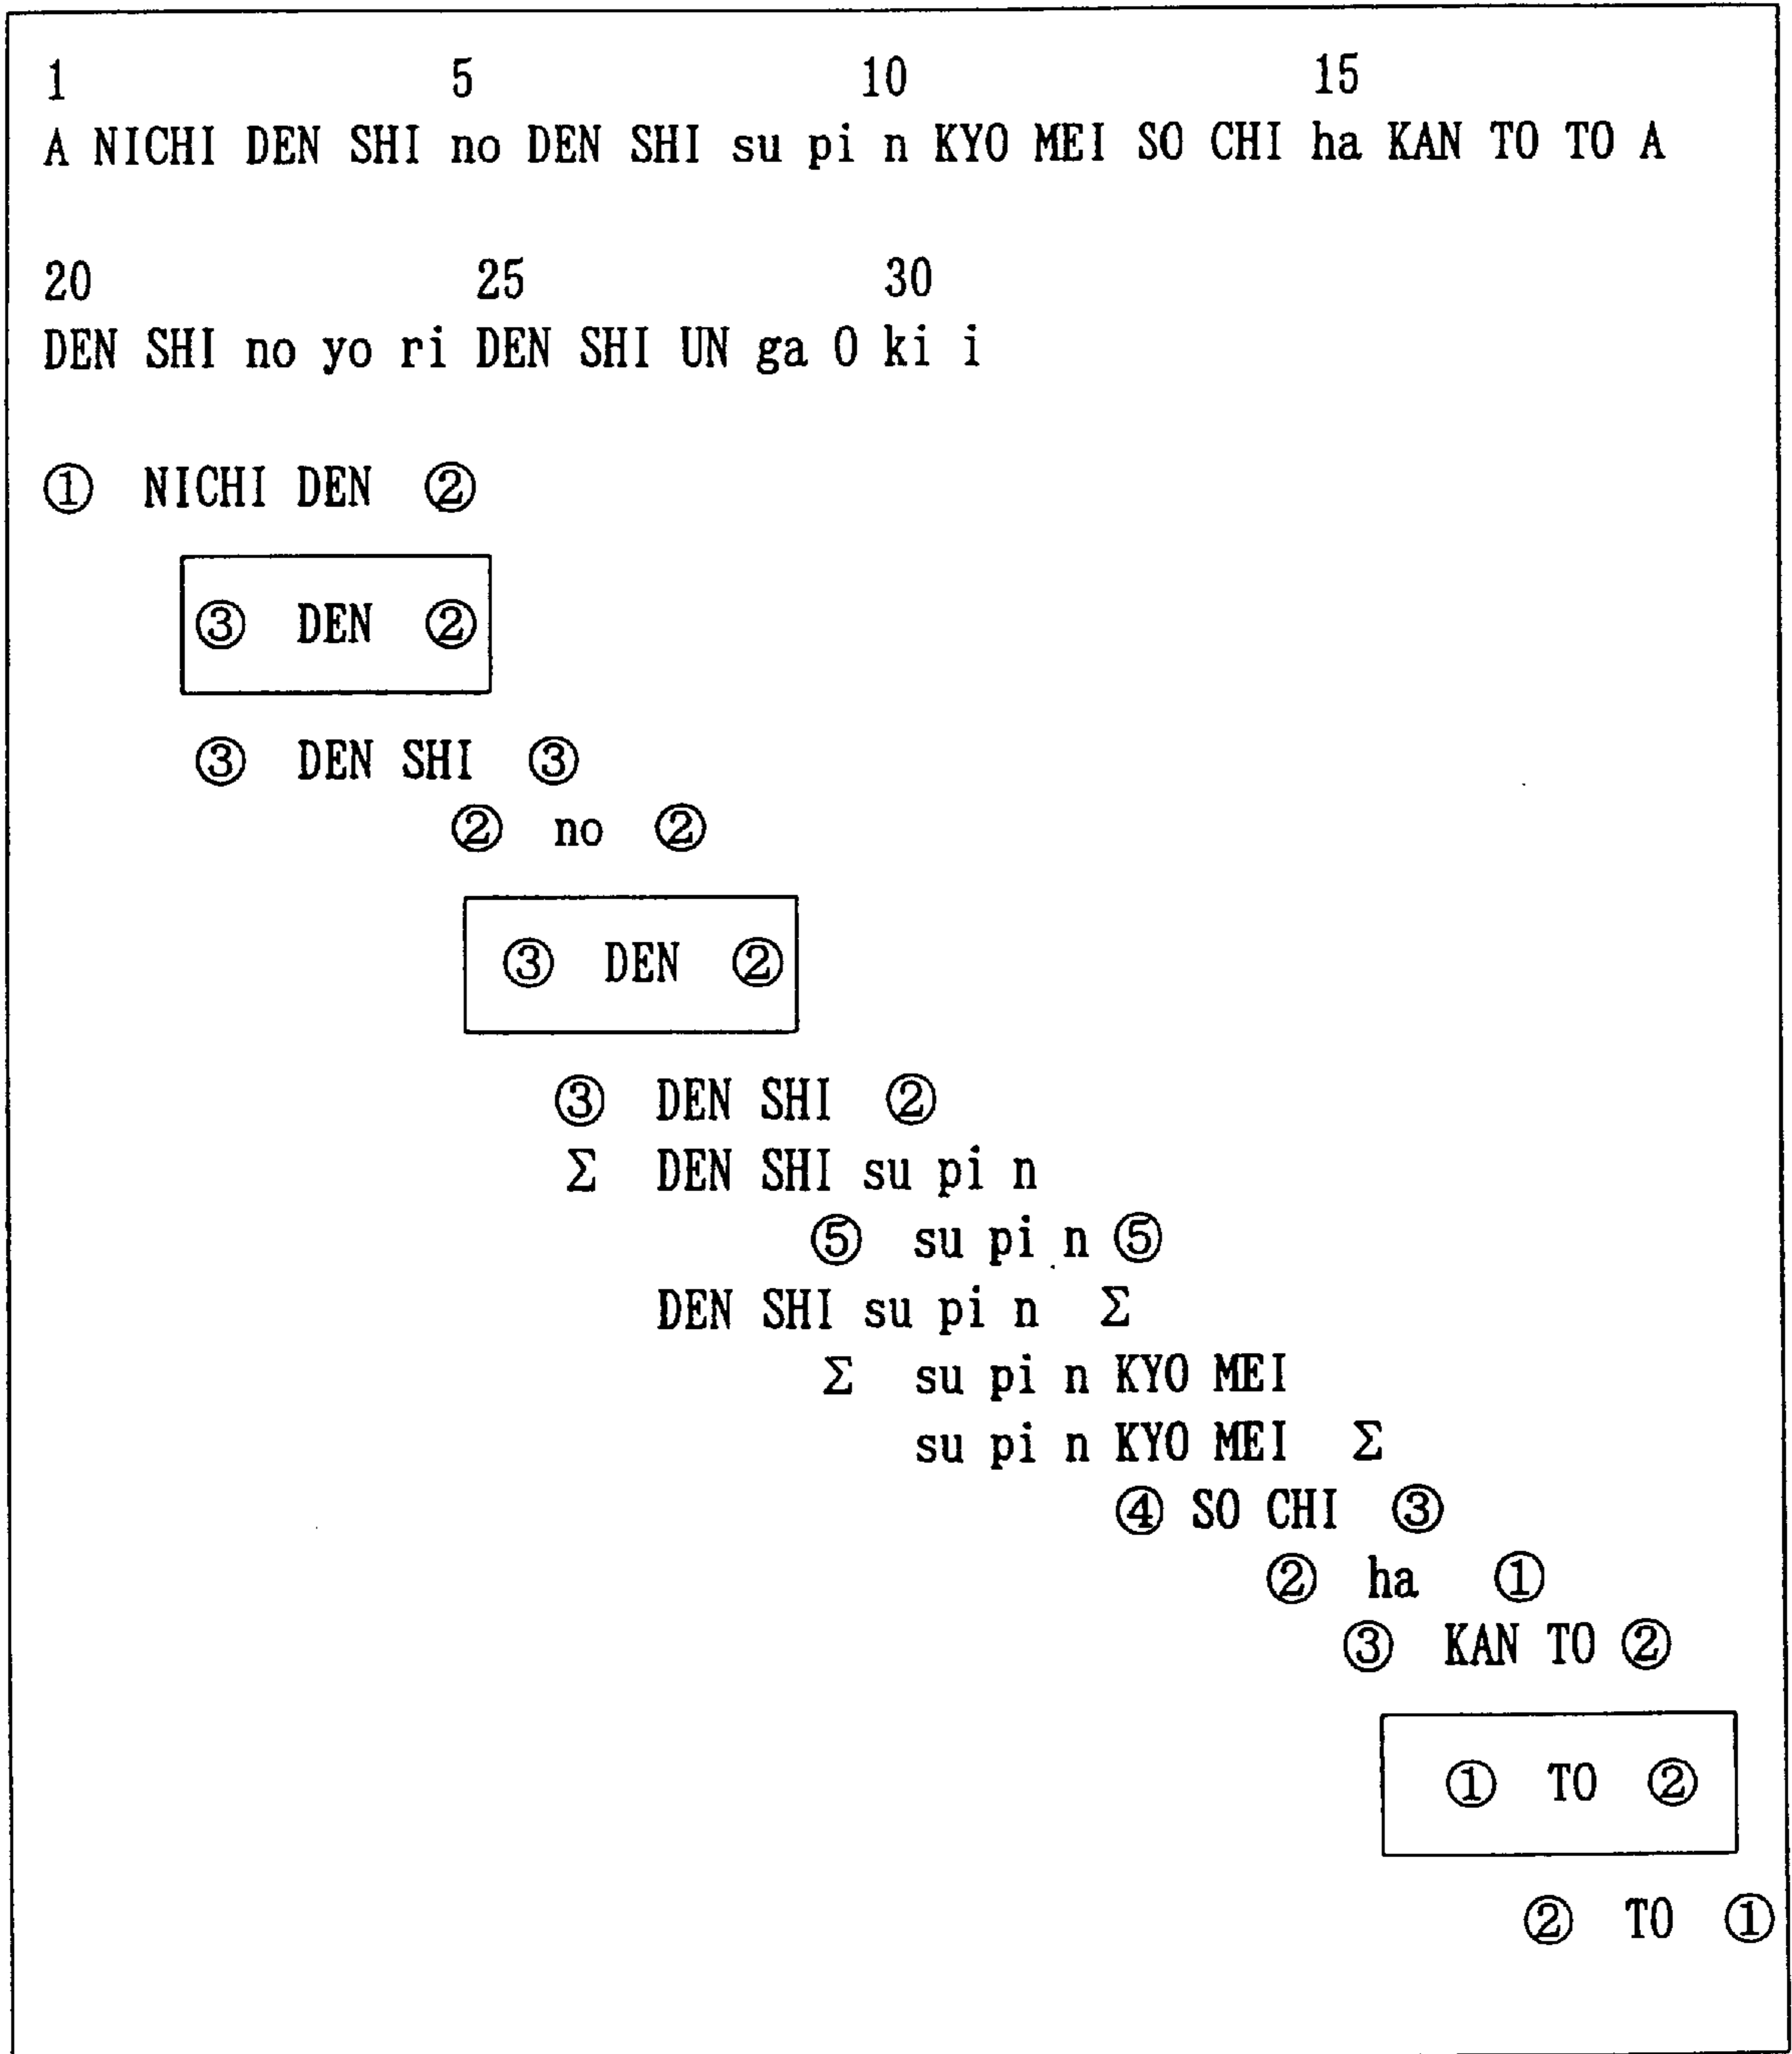 1 5 10 15
A NICHI DEN SHI no DEN SHI su pi n KYO MEI SO CHI ha KAN TO TO A
20 25 30
DEN SHI no yo ri DEN SHI UN ga O ki i
① NICHI DEN ②
③ DEN ②
③ DEN SHI ③
② no ②
③ DEN ②
③ DEN SHI ②
Σ DEN SHI su pi n
⑤ su pi n ⑤
DEN SHI su pi n Σ
Σ su pi n KYO MEI
su pi n KYO MEI Σ
④ SO CHI ③
② ha ①
③ KAN TO ②
① TO ②
② TO ①